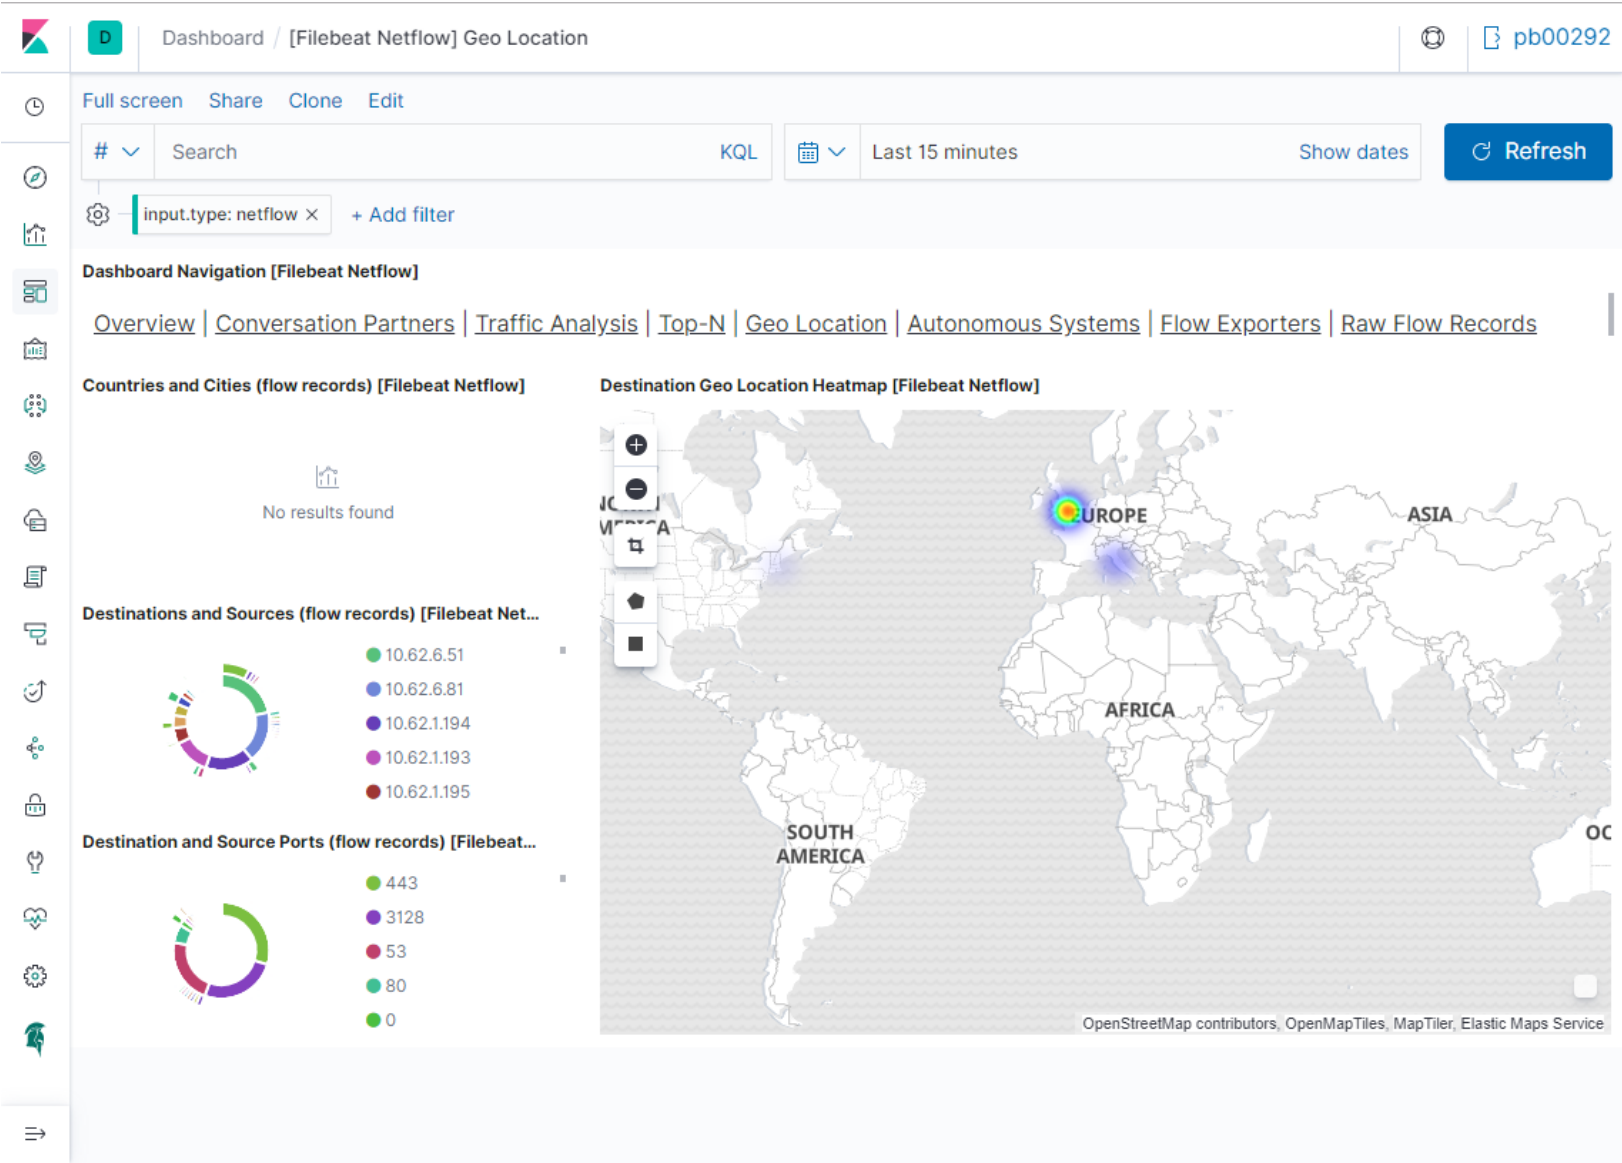 D Dashboard / [Filebeat Netflow] Geo Location pb00292
Full screen Share Clone Edit
# Search KQL Last 15 minutes Show dates Refresh
input.type: netflow × + Add filter
Dashboard Navigation [Filebeat Netflow]
Overview | Conversation Partners | Traffic Analysis | Top-N | Geo Location | Autonomous Systems | Flow Exporters | Raw Flow Records
Countries and Cities (flow records) [Filebeat Netflow]
No results found
Destinations and Sources (flow records) [Filebeat Net...
10.62.6.51
10.62.6.81
10.62.1.194
10.62.1.193
10.62.1.195
Destination and Source Ports (flow records) [Filebeat...
443
3128
53
80
0
Destination Geo Location Heatmap [Filebeat Netflow]
EUROPE
ASIA
AFRICA
SOUTH
AMERICA
OC
OpenStreetMap contributors, OpenMapTiles, MapTiler, Elastic Maps Service